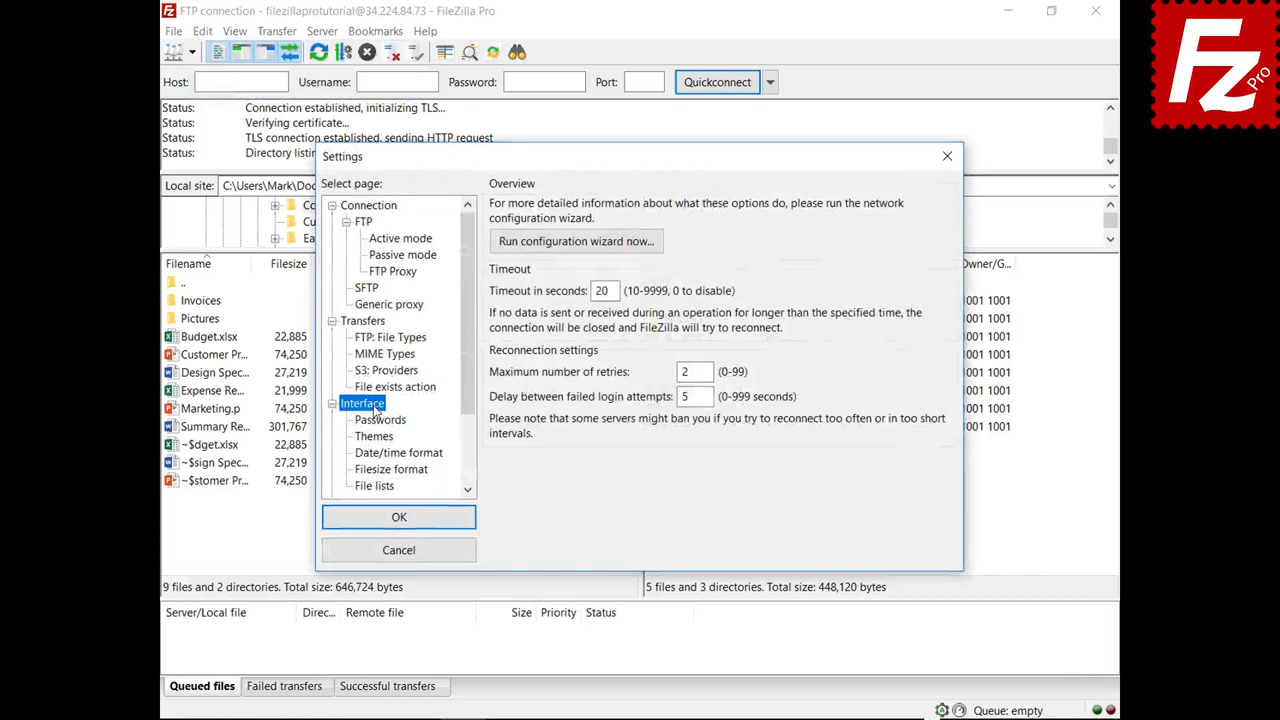 FTP connection - filezillaprotutorial@34.224.84.73 - FileZilla Pro
File Edit View Transfer Server Bookmarks Help
Host: Username: Password: Port: Quickconnect
Status: Connection established, initializing TLS...
Status: Verifying certificate...
Status: TLS connection established, sending HTTP request
Status: Directory listin
Local site: C:\Users\Mark\Doc
Co
Cu
Ea
Filename Filesize
..
Invoices
Pictures
Budget.xlsx 22,885
Customer Pr... 74,250
Design Spec... 27,219
Expense Re... 21,999
Marketing.p 74,250
Summary Re... 301,767
~$dget.xlsx 22,885
~$sign Spec... 27,219
~$stomer Pr... 74,250
9 files and 2 directories. Total size: 646,724 bytes
Settings
Select page:
Connection
FTP
Active mode
Passive mode
FTP Proxy
SFTP
Generic proxy
Transfers
FTP: File Types
MIME Types
S3: Providers
File exists action
Interface
Passwords
Themes
Date/time format
Filesize format
File lists
OK
Cancel
Overview
For more detailed information about what these options do, please run the network
configuration wizard.
Run configuration wizard now...
Timeout
Timeout in seconds: 20 (10-9999, 0 to disable)
If no data is sent or received during an operation for longer than the specified time, the
connection will be closed and FileZilla will try to reconnect.
Reconnection settings
Maximum number of retries: 2 (0-99)
Delay between failed login attempts: 5 (0-999 seconds)
Please note that some servers might ban you if you try to reconnect too often or in too short
intervals.
Owner/G...
1001 1001
1001 1001
1001 1001
1001 1001
1001 1001
1001 1001
1001 1001
1001 1001
5 files and 3 directories. Total size: 448,120 bytes
Server/Local file Direc... Remote file Size Priority Status
Queued files Failed transfers Successful transfers
Queue: empty
Fz Pro